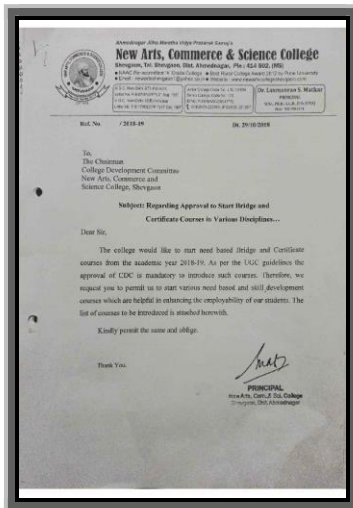 Ahmednagar Jilha Maratha Vidya Prasarak Samaj's
New Arts, Commerce & Science College
Shevgaon, Tal. Shevgaon, Dist. Ahmednagar, Pin : 414 502, (MS)
Dr. Laxmanrao S. Matkar
PRINCIPAL
Ref. No. / 2018-19 Dt. 29/10/2018
To,
The Chairman
College Development Committee
New Arts, Commerce and
Science College, Shevgaon
Subject: Regarding Approval to Start Bridge and
Certificate Courses in Various Disciplines…
Dear Sir,
The college would like to start need based Bridge and Certificate
courses from the academic year 2018-19. As per the UGC guidelines the
approval of CDC is mandatory to introduce such courses. Therefore, we
request you to permit us to start various need based and skill development
courses which are helpful in enhancing the employability of our students. The
list of courses to be introduced is attached herewith.
Kindly permit the same and oblige.
Thank You.
PRINCIPAL
New Arts, Com. & Sci. College
Shevgaon, Dist. Ahmednagar